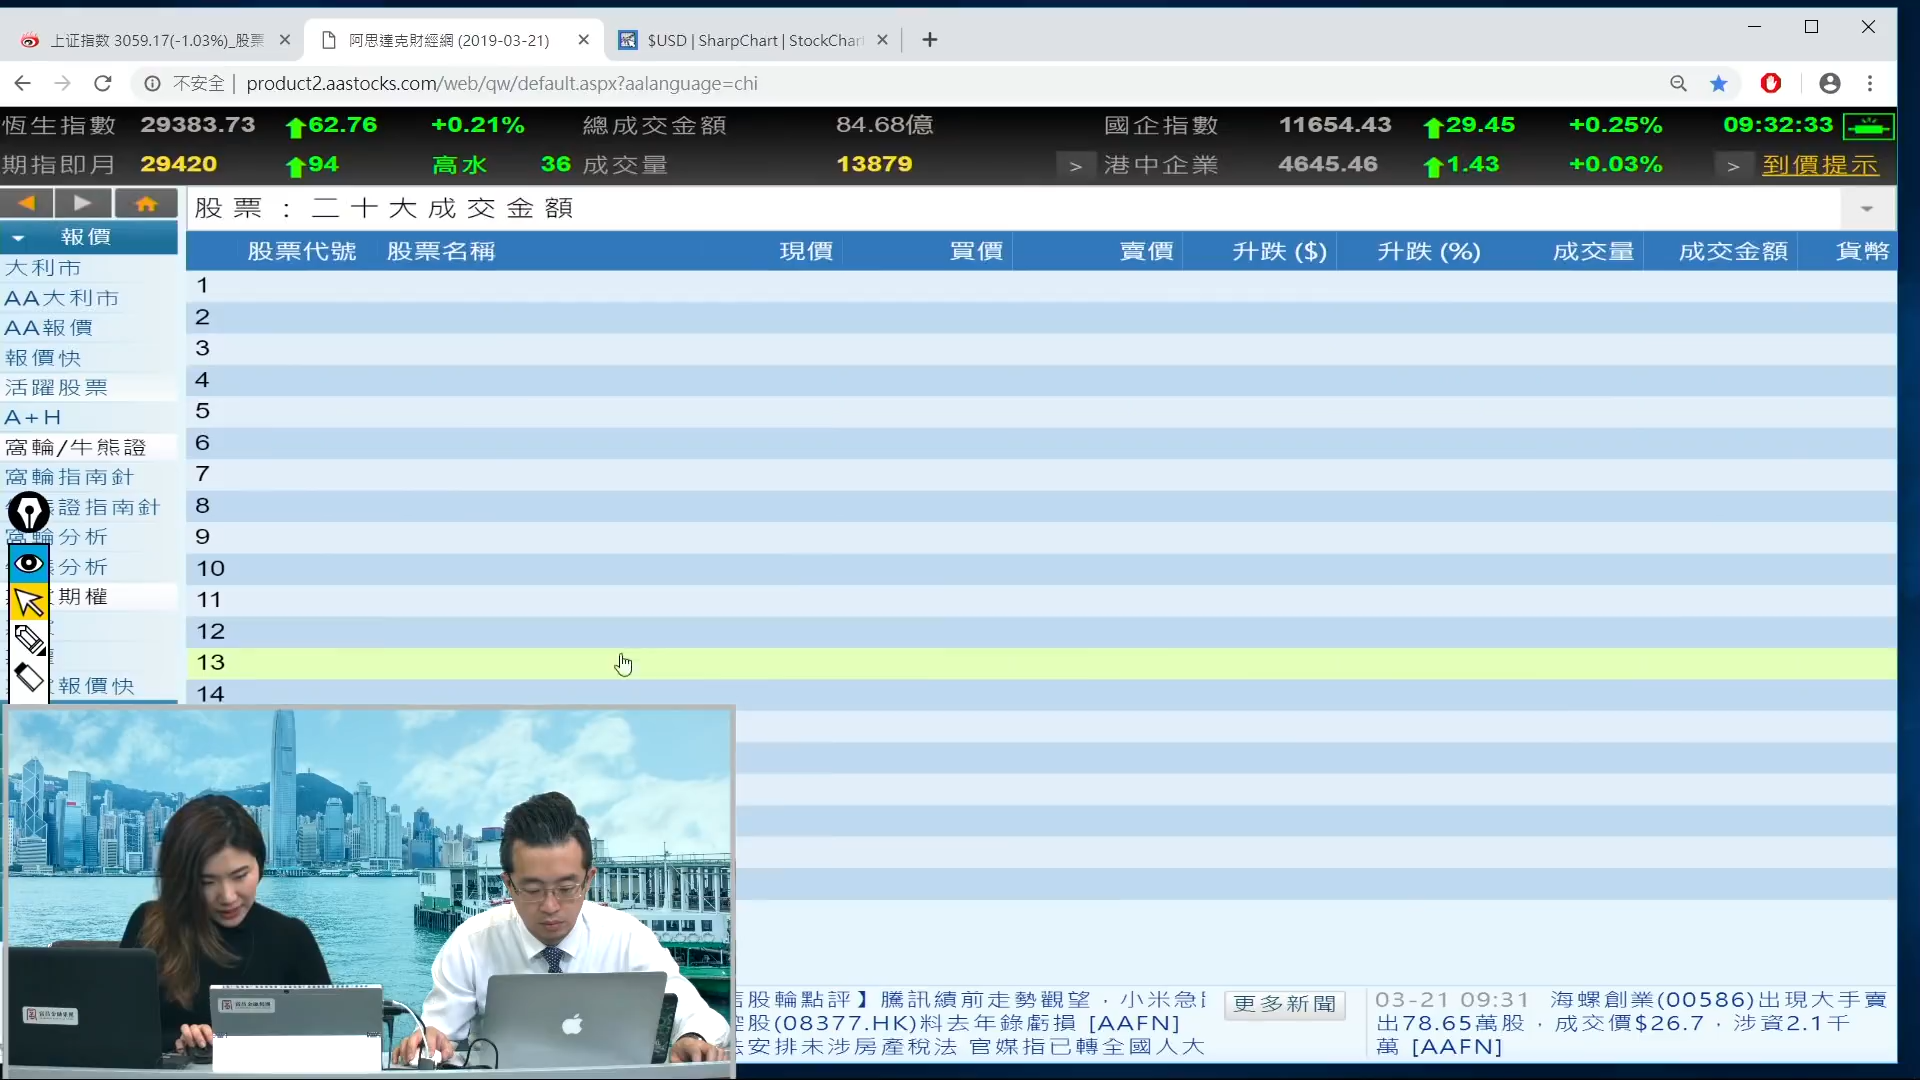 上证指数 3059.17(-1.03%)_股票
阿思達克財經網 (2019-03-21)
$USD | SharpChart | StockChar
不安全 | product2.aastocks.com/web/qw/default.aspx?aalanguage=chi
恆生指數 29383.73 62.76 +0.21% 總成交金額 84.68億 國企指數 11654.43 29.45 +0.25% 09:32:33
期指即月 29420 94 高水 36 成交量 13879 > 港中企業 4645.46 1.43 +0.03% > 到價提示
股票：二十大成交金額
報價
大利市
AA大利市
AA報價
報價快
活躍股票
A+H
窩輪/牛熊證
窩輪指南針
證指南針
窩輪分析
分析
期權
報價快
股票代號 股票名稱 現價 買價 賣價 升跌 ($) 升跌 (%) 成交量 成交金額 貨幣
1
2
3
4
5
6
7
8
9
10
11
12
13
14
股輪點評】騰訊績前走勢觀望，小米急
股(08377.HK)料去年錄虧損 [AAFN]
安排未涉房產稅法 官媒指已轉全國人大
更多新聞
03-21 09:31 海螺創業(00586)出現大手賣
出78.65萬股，成交價$26.7，涉資2.1千
萬 [AAFN]